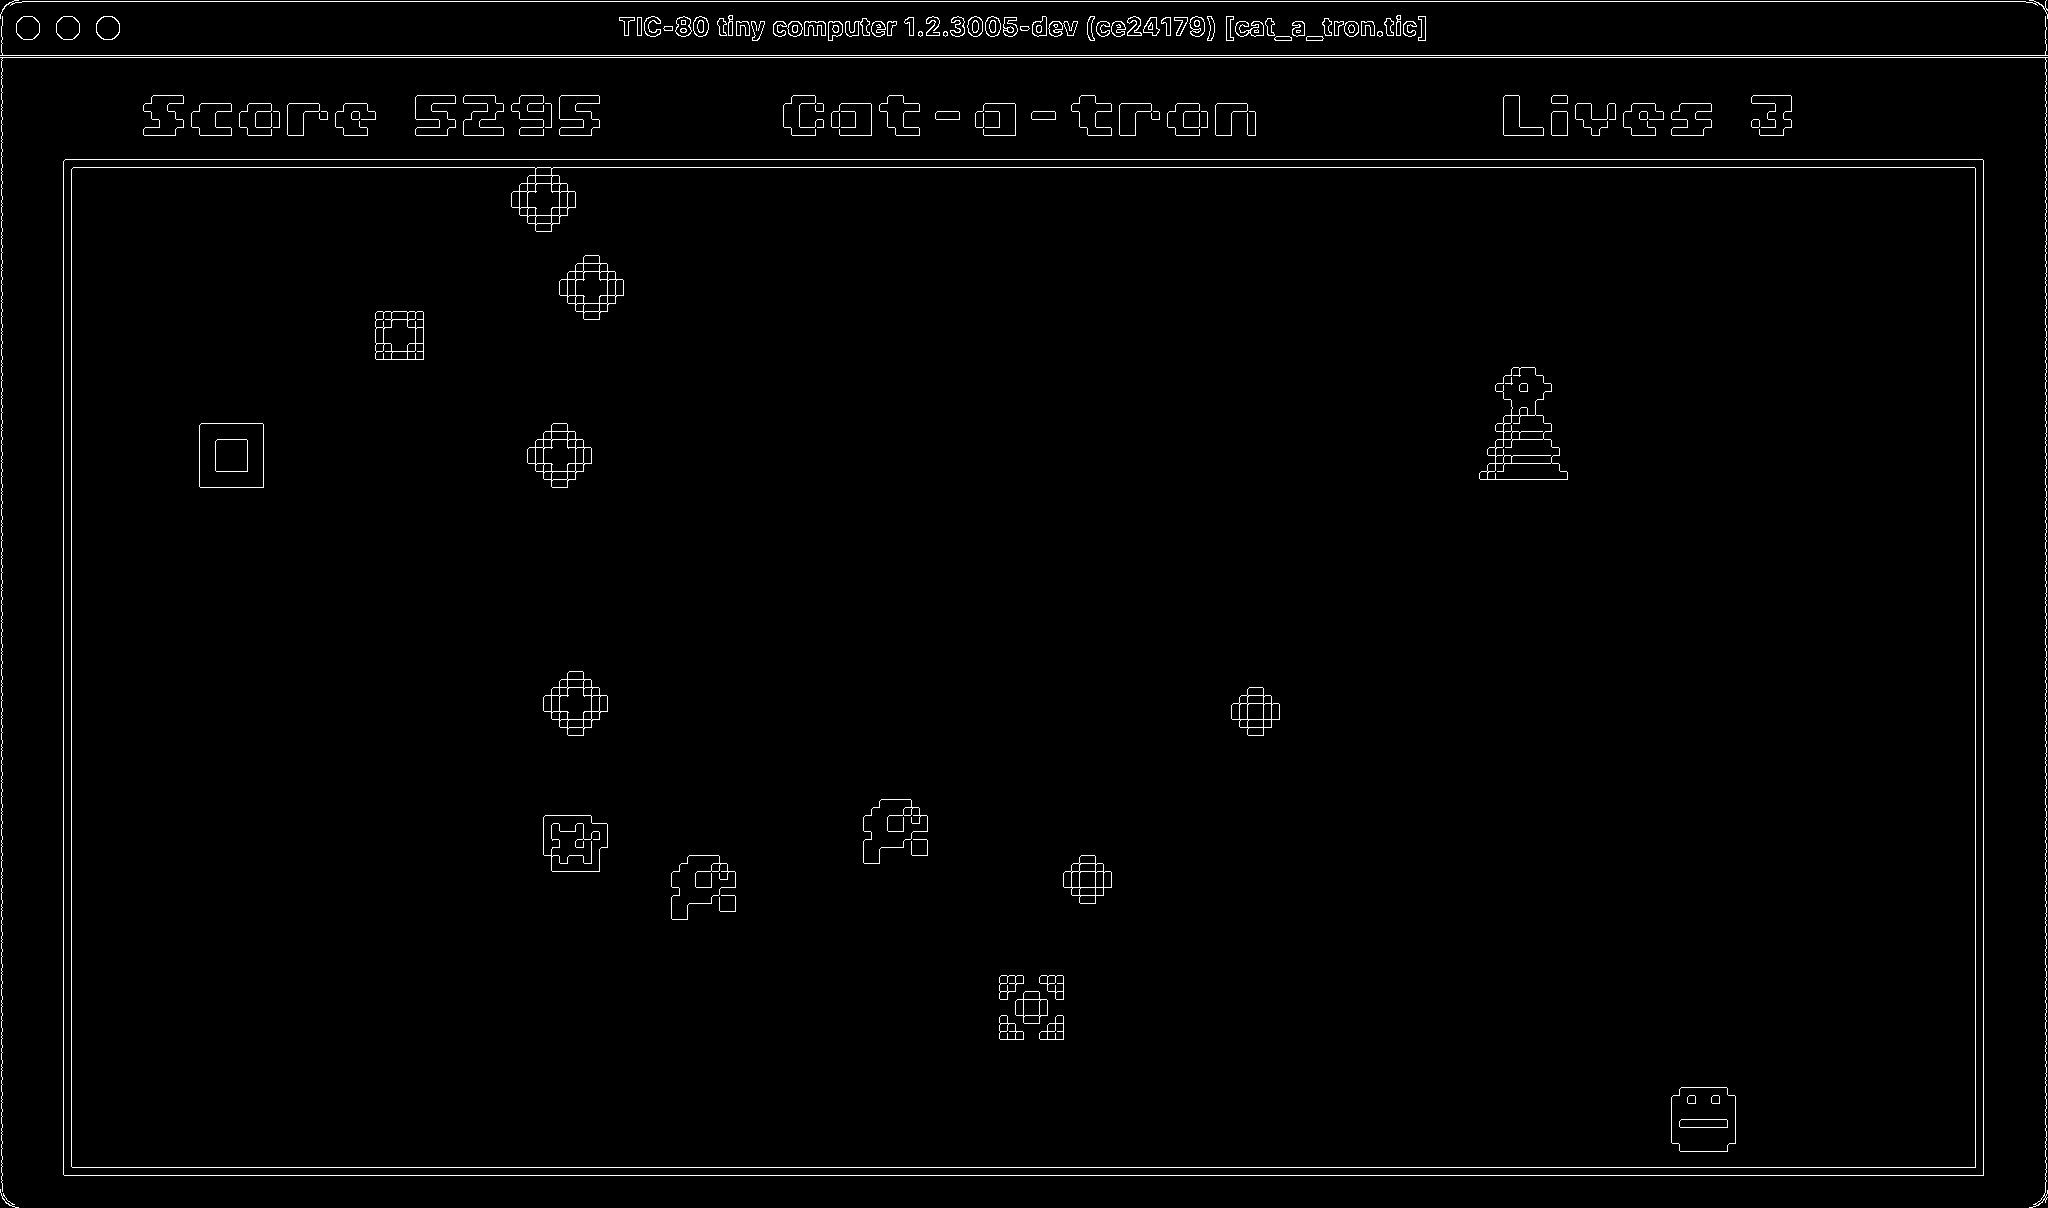 TIC-80 tiny computer 1.2.3005-dev (ce24179) [cat_a_tron.tic]
Score 5295 Cat-a-tron Lives 3